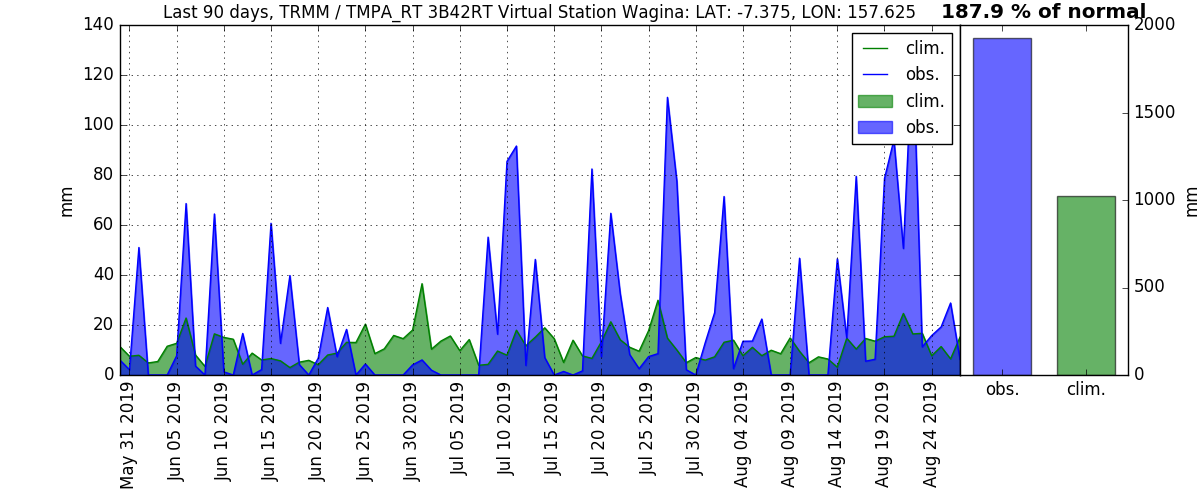 Last 90 days, TRMM / TMPA_RT 3B42RT Virtual Station Wagina: LAT: -7.375, LON: 157.625
187.9 % of normal
140
120
100
80
60
40
20
0
mm
clim.
obs.
clim.
obs.
2000
1500
1000
500
0
mm
May 31 2019
Jun 05 2019
Jun 10 2019
Jun 15 2019
Jun 20 2019
Jun 25 2019
Jun 30 2019
Jul 05 2019
Jul 10 2019
Jul 15 2019
Jul 20 2019
Jul 25 2019
Jul 30 2019
Aug 04 2019
Aug 09 2019
Aug 14 2019
Aug 19 2019
Aug 24 2019
obs.
clim.